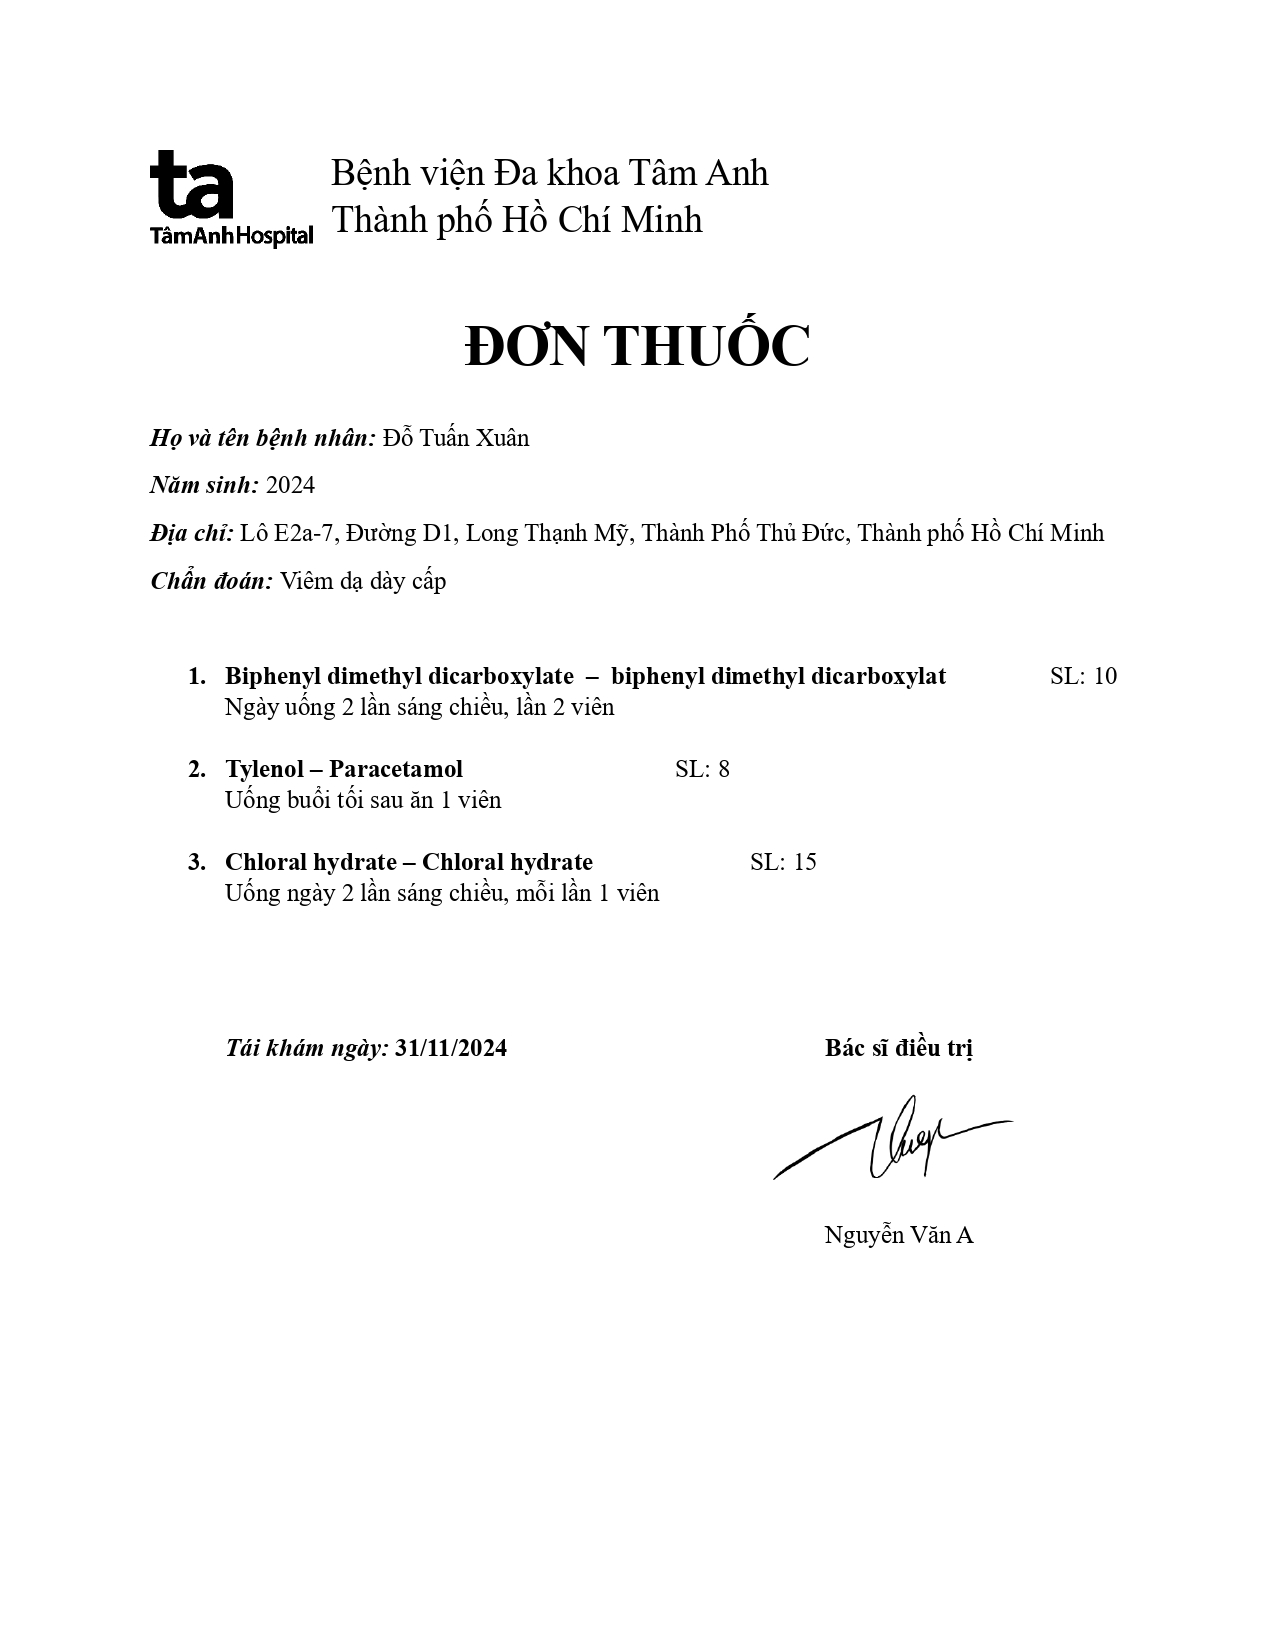 ta
TâmAnh Hospital
Bệnh viện Đa khoa Tâm Anh
Thành phố Hồ Chí Minh
ĐƠN THUỐC
Họ và tên bệnh nhân: Đỗ Tuấn Xuân
Năm sinh: 2024
Địa chỉ: Lô E2a-7, Đường D1, Long Thạnh Mỹ, Thành Phố Thủ Đức, Thành phố Hồ Chí Minh
Chẩn đoán: Viêm dạ dày cấp
1. Biphenyl dimethyl dicarboxylate – biphenyl dimethyl dicarboxylat SL: 10
Ngày uống 2 lần sáng chiều, lần 2 viên
2. Tylenol – Paracetamol SL: 8
Uống buổi tối sau ăn 1 viên
3. Chloral hydrate – Chloral hydrate SL: 15
Uống ngày 2 lần sáng chiều, mỗi lần 1 viên
Tái khám ngày: 31/11/2024 Bác sĩ điều trị
Nguyễn Văn A